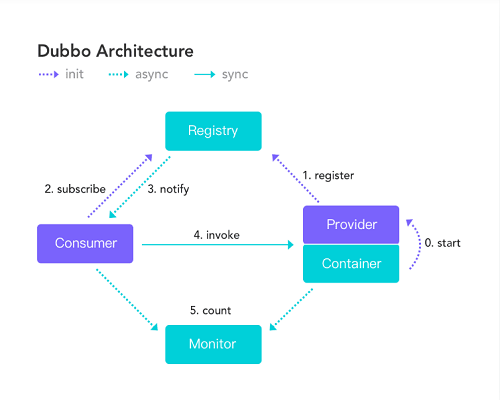 Dubbo Architecture
init async sync
Registry
1. register
2. subscribe 3. notify
Provider
Consumer 4. invoke 0. start
Container
5. count
Monitor